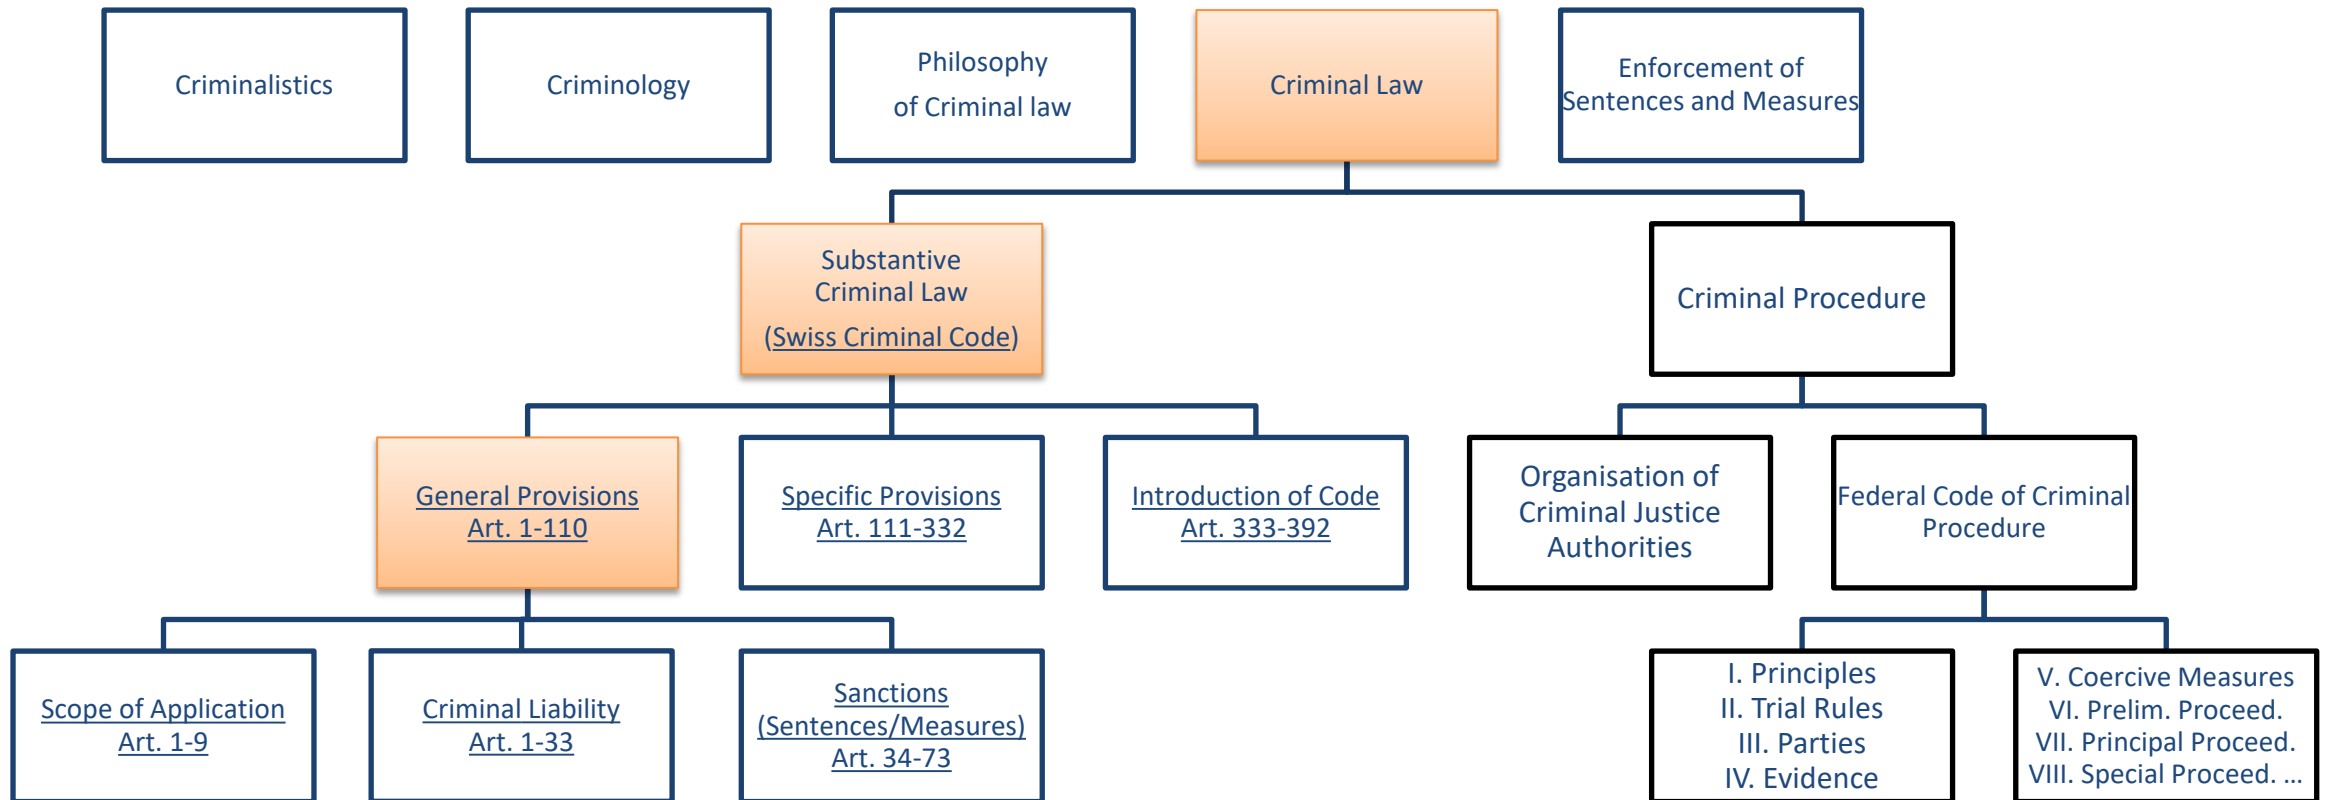 Criminalistics
Criminology
Philosophy
of Criminal law
Criminal Law
Enforcement of
Sentences and Measures
Substantive
Criminal Law
(Swiss Criminal Code)
Criminal Procedure
General Provisions
Art. 1-110
Specific Provisions
Art. 111-332
Introduction of Code
Art. 333-392
Organisation of
Criminal Justice
Authorities
Federal Code of Criminal
Procedure
Scope of Application
Art. 1-9
Criminal Liability
Art. 1-33
Sanctions
(Sentences/Measures)
Art. 34-73
I. Principles
II. Trial Rules
III. Parties
IV. Evidence
V. Coercive Measures
VI. Prelim. Proceed.
VII. Principal Proceed.
VIII. Special Proceed. ...